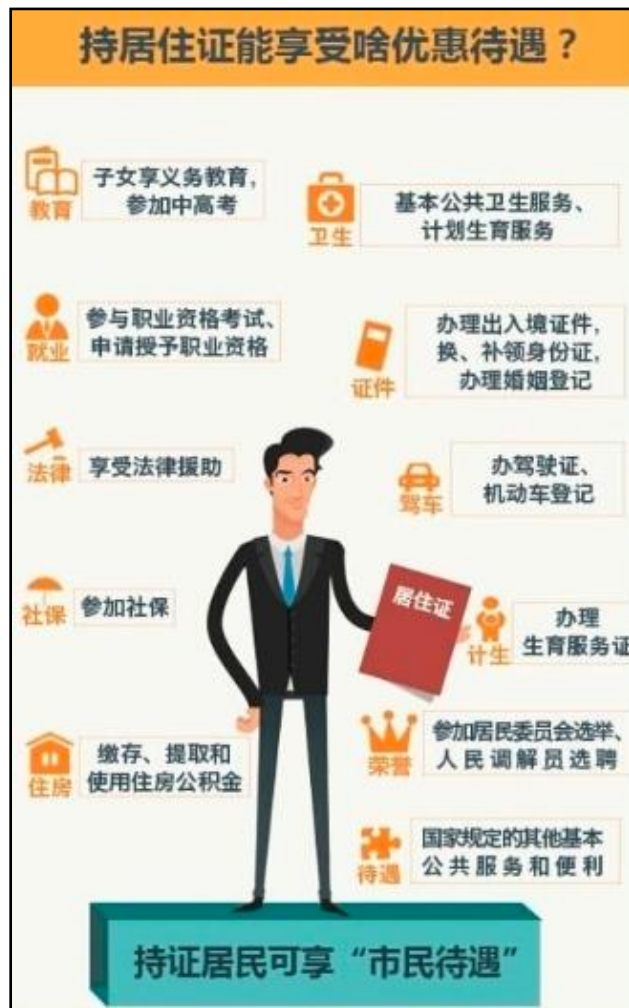 持居住证能享受啥优惠待遇？
教育
子女享义务教育，
参加中高考
卫生
基本公共卫生服务、
计划生育服务
就业
参与职业资格考试、
申请授予职业资格
证件
办理出入境证件，
换、补领身份证，
办理婚姻登记
法律
享受法律援助
驾车
办驾驶证、
机动车登记
社保
参加社保
居住证
计生
办理
生育服务证
住房
缴存、提取和
使用住房公积金
荣誉
参加居民委员会选举、
人民调解员选聘
待遇
国家规定的其他基本
公共服务和便利
持证居民可享“市民待遇”